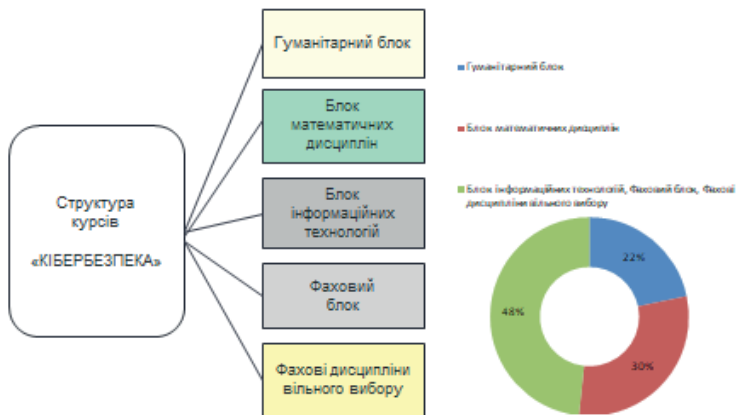 Структура
курсів
«КІБЕРБЕЗПЕКА»
Гуманітарний блок
Блок
математичних
дисциплін
Блок
інформаційних
технологій
Фаховий
блок
Фахові дисципліни
вільного вибору
Гуманітарний блок
Блок математичних дисциплін
Блок інформаційних технологій, Фаховий блок, Фахові
дисципліни вільного вибору
22%
48%
30%